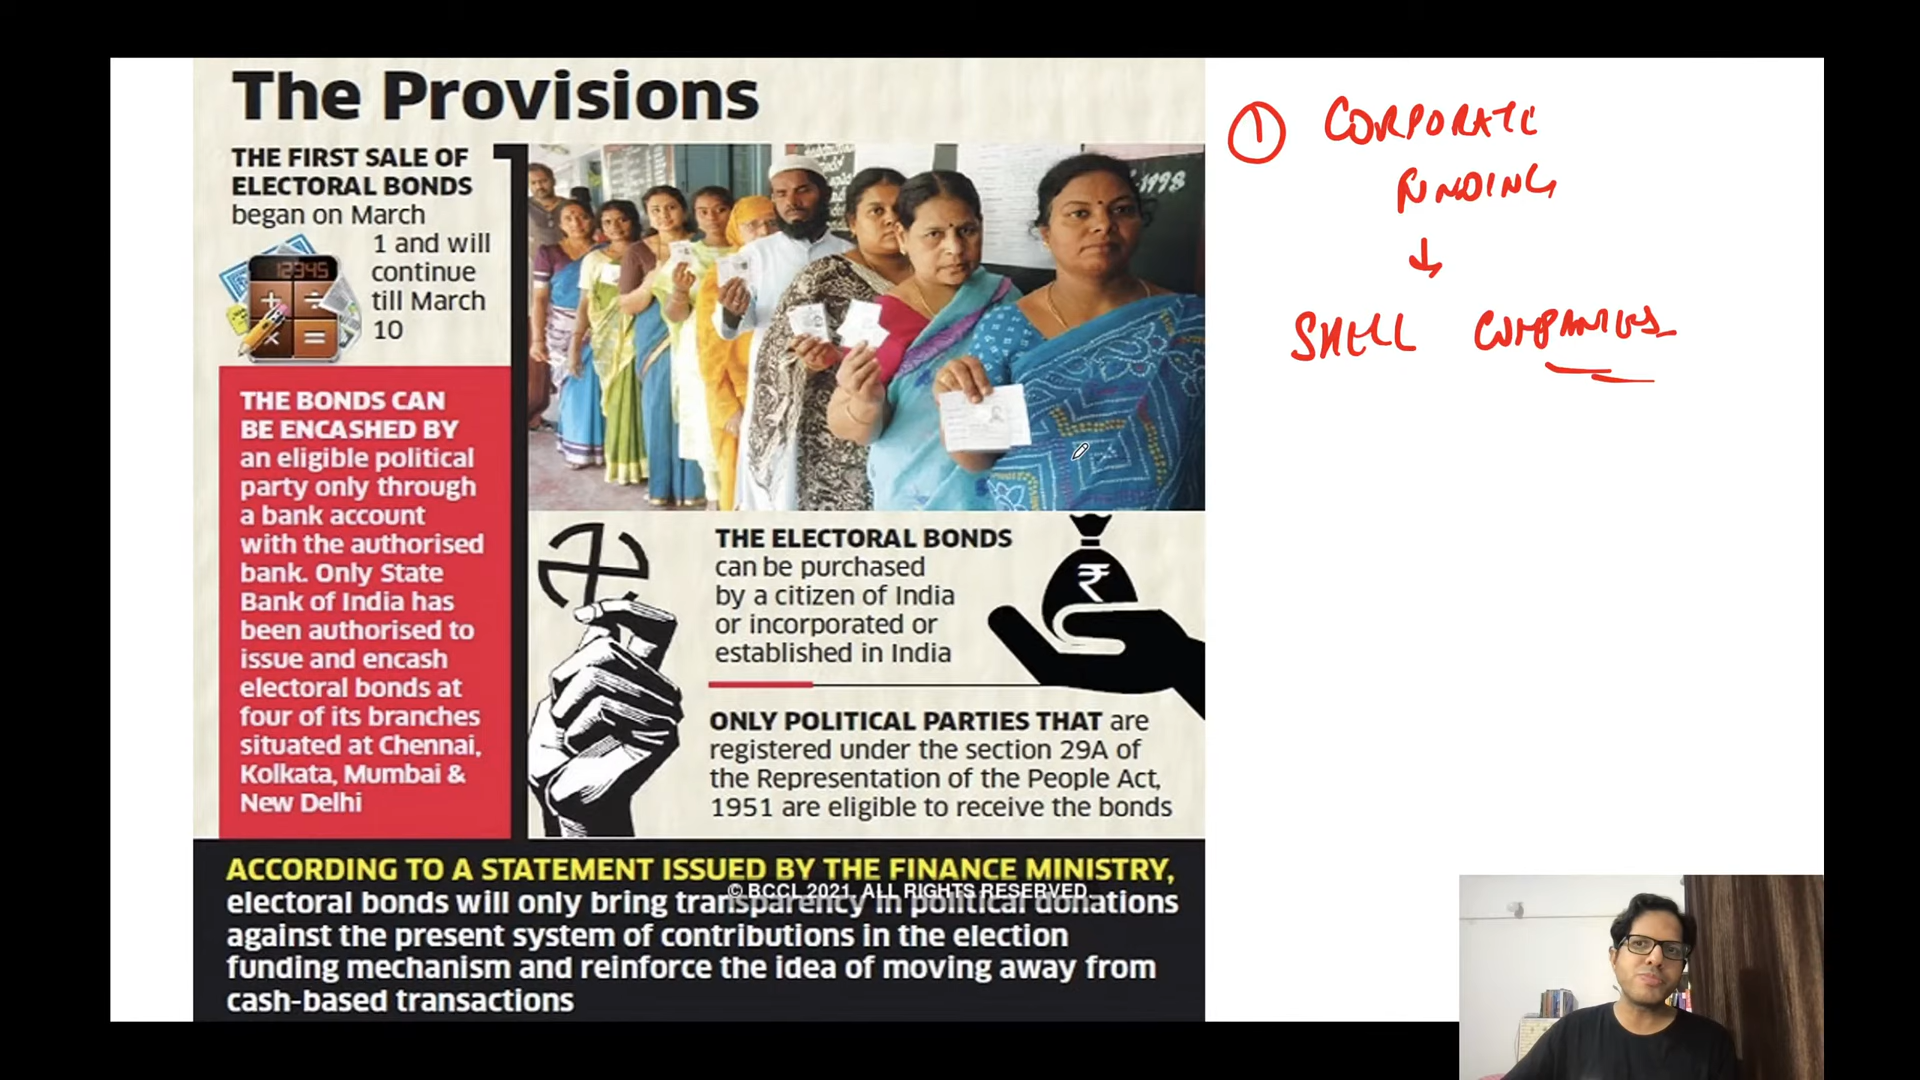 The Provisions
THE FIRST SALE OF
ELECTORAL BONDS
began on March
1 and will
continue
till March
10
12345
THE BONDS CAN
BE ENCASHED BY
an eligible political
party only through
a bank account
with the authorised
bank. Only State
Bank of India has
been authorised to
issue and encash
electoral bonds at
four of its branches
situated at Chennai,
Kolkata, Mumbai &
New Delhi
1998
THE ELECTORAL BONDS
can be purchased
by a citizen of India
or incorporated or
established in India
₹
ONLY POLITICAL PARTIES THAT are
registered under the section 29A of
the Representation of the People Act,
1951 are eligible to receive the bonds
ACCORDING TO A STATEMENT ISSUED BY THE FINANCE MINISTRY,
© BCCL 2021. ALL RIGHTS RESERVED.
electoral bonds will only bring transparency in political donations
against the present system of contributions in the election
funding mechanism and reinforce the idea of moving away from
cash-based transactions
① CORPORATE
FUNDING
↓
SHELL COMPANIES